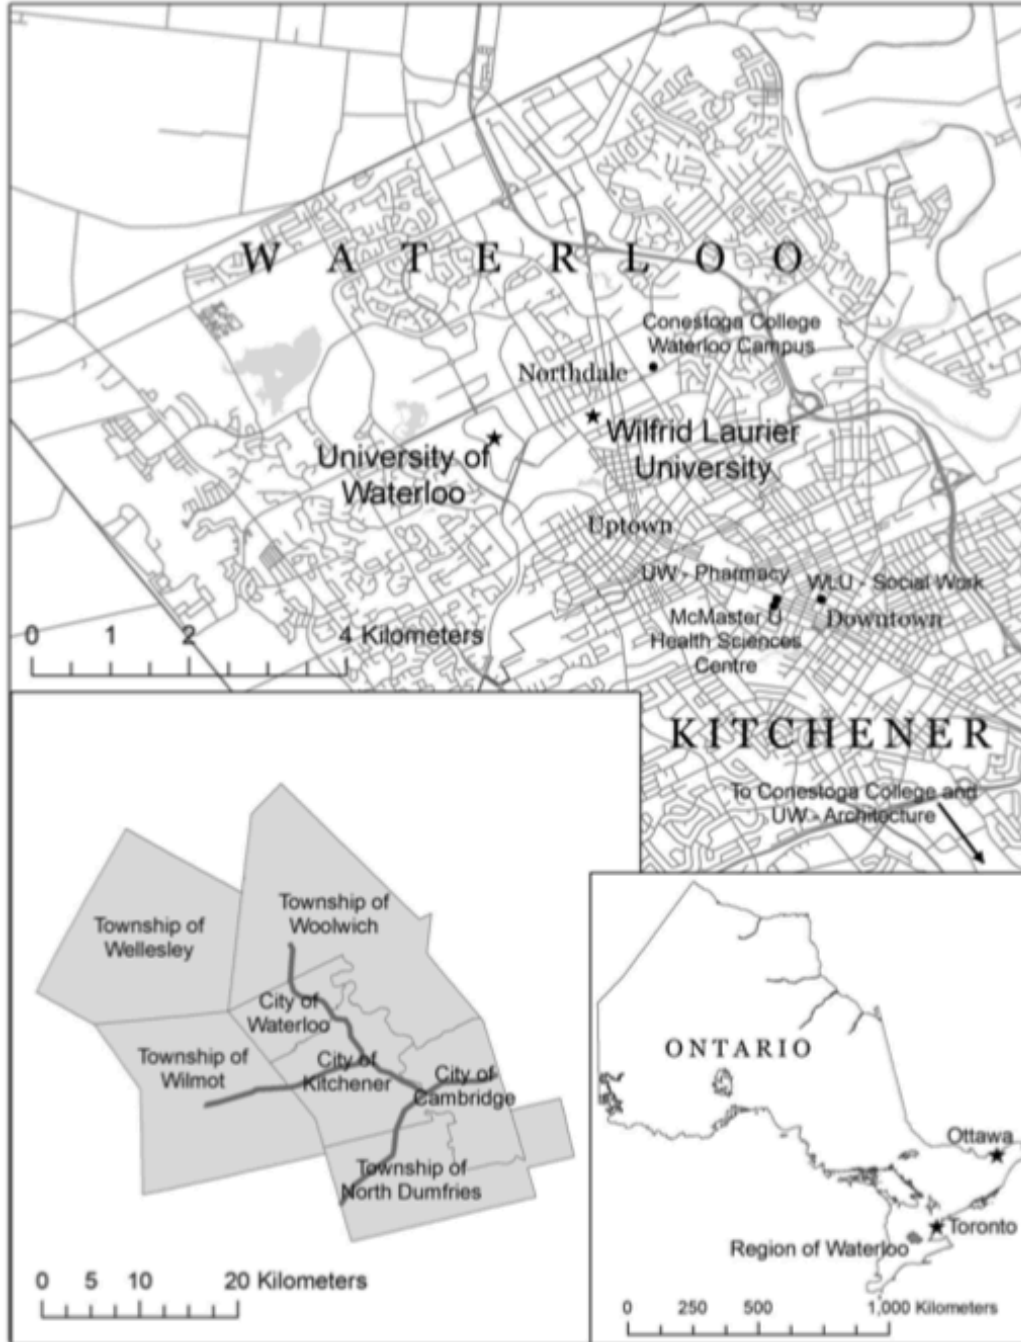 W A T E R L O O
Conestoga College
Waterloo Campus
Northdale
Wilfrid Laurier
University
University of
Waterloo
Uptown
UW - Pharmacy
WLU - Social Work
McMaster U
Health Sciences
Centre
Downtown
0 1 2 4 Kilometers
KITCHENER
To Conestoga College and
UW - Architecture
Township of
Woolwich
Township of
Wellesley
City of
Waterloo
Township of
Wilmot
City of
Kitchener
City of
Cambridge
Township of
North Dumfries
0 5 10 20 Kilometers
ONTARIO
Ottawa
Toronto
Region of Waterloo
0 250 500 1,000 Kilometers